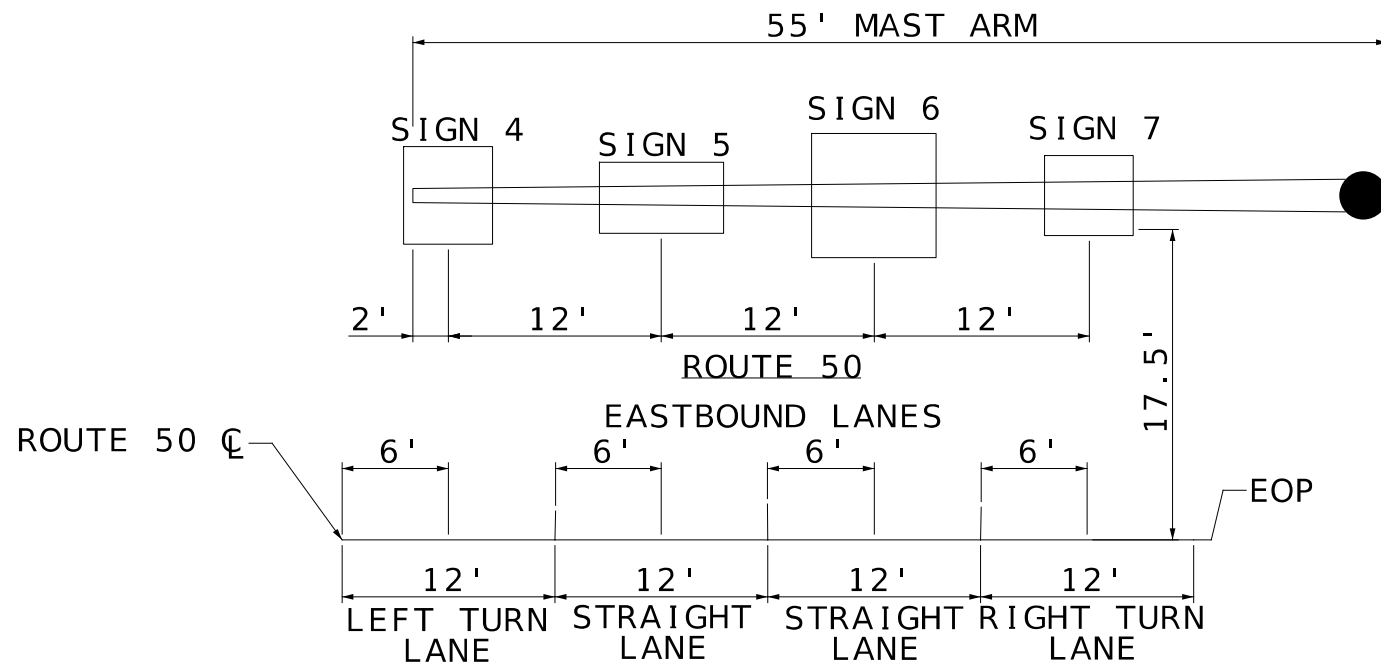 55' MAST ARM
SIGN 4
SIGN 5
SIGN 6
SIGN 7
2'
12'
12'
12'
17.5'
ROUTE 50
EASTBOUND LANES
ROUTE 50 ℄
6'
6'
6'
6'
EOP
12'
12'
12'
12'
LEFT TURN
LANE
STRAIGHT
LANE
STRAIGHT
LANE
RIGHT TURN
LANE